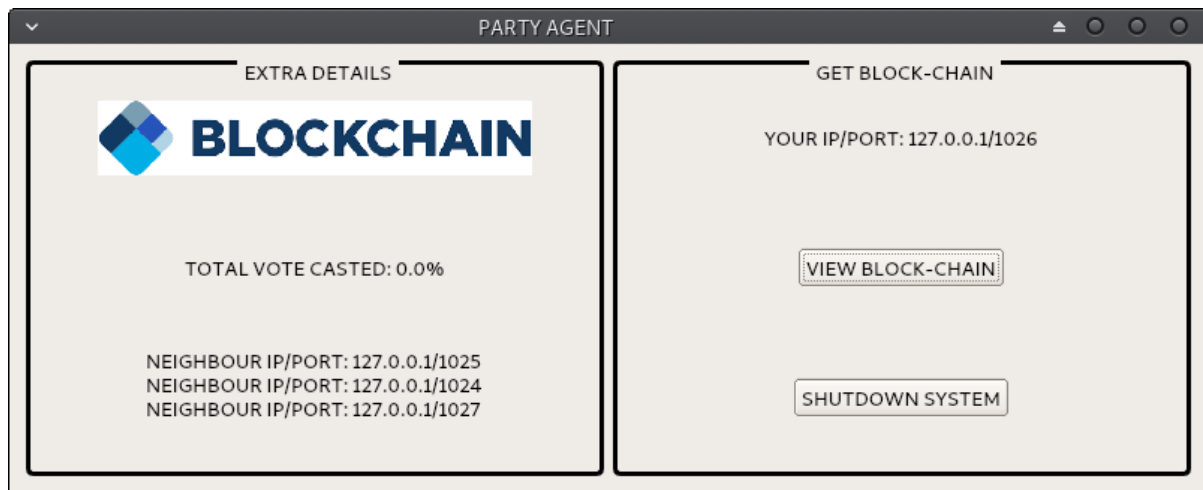 PARTY AGENT
EXTRA DETAILS
BLOCKCHAIN
TOTAL VOTE CASTED: 0.0%
NEIGHBOUR IP/PORT: 127.0.0.1/1025
NEIGHBOUR IP/PORT: 127.0.0.1/1024
NEIGHBOUR IP/PORT: 127.0.0.1/1027
GET BLOCK-CHAIN
YOUR IP/PORT: 127.0.0.1/1026
VIEW BLOCK-CHAIN
SHUTDOWN SYSTEM